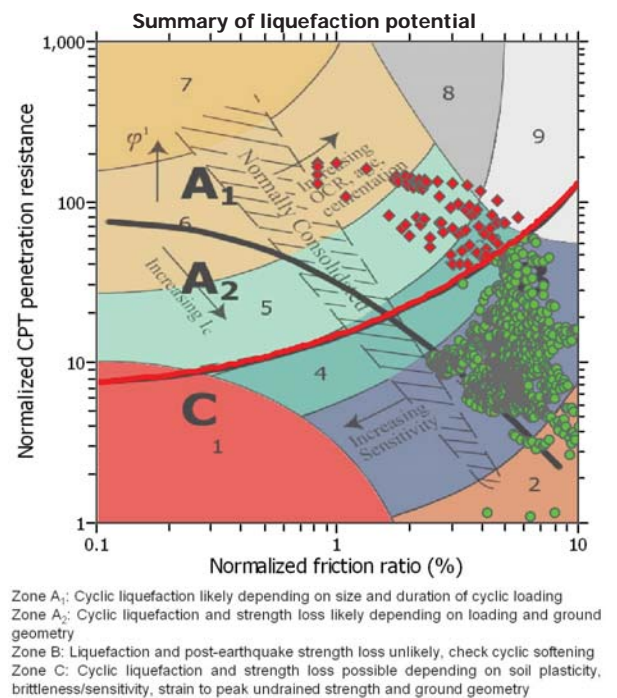 Summary of liquefaction potential
Normalized CPT penetration resistance
1,000
100
10
1
7
8
9
φ'
A1
6
A2
5
4
C
1
2
Increasing
OCR, age,
cementation
Normally Consolidated
Increasing Ic
Increasing
Sensitivity
0.1
1
10
Normalized friction ratio (%)
Zone A₁: Cyclic liquefaction likely depending on size and duration of cyclic loading
Zone A₂: Cyclic liquefaction and strength loss likely depending on loading and ground
geometry
Zone B: Liquefaction and post-earthquake strength loss unlikely, check cyclic softening
Zone C: Cyclic liquefaction and strength loss possible depending on soil plasticity,
brittleness/sensitivity, strain to peak undrained strength and ground geometry